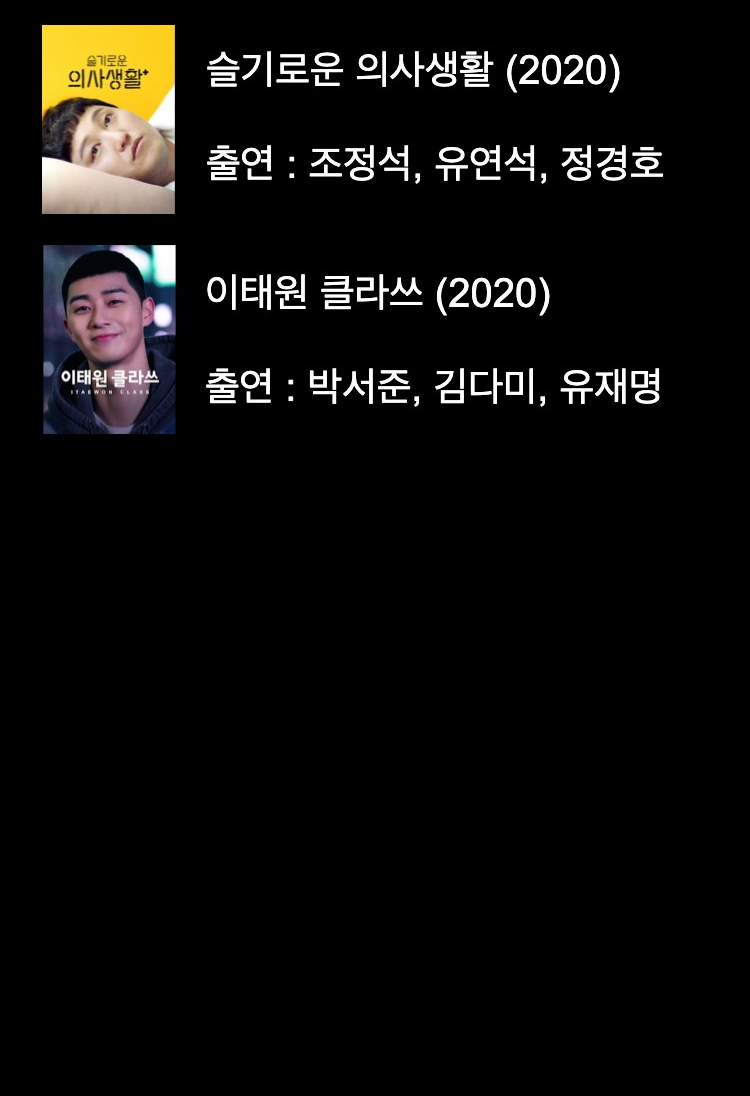 슬기로운
의사생활+
슬기로운 의사생활 (2020)
출연 : 조정석, 유연석, 정경호
이태원 클라쓰
ITAEWON CLASS
이태원 클라쓰 (2020)
출연 : 박서준, 김다미, 유재명